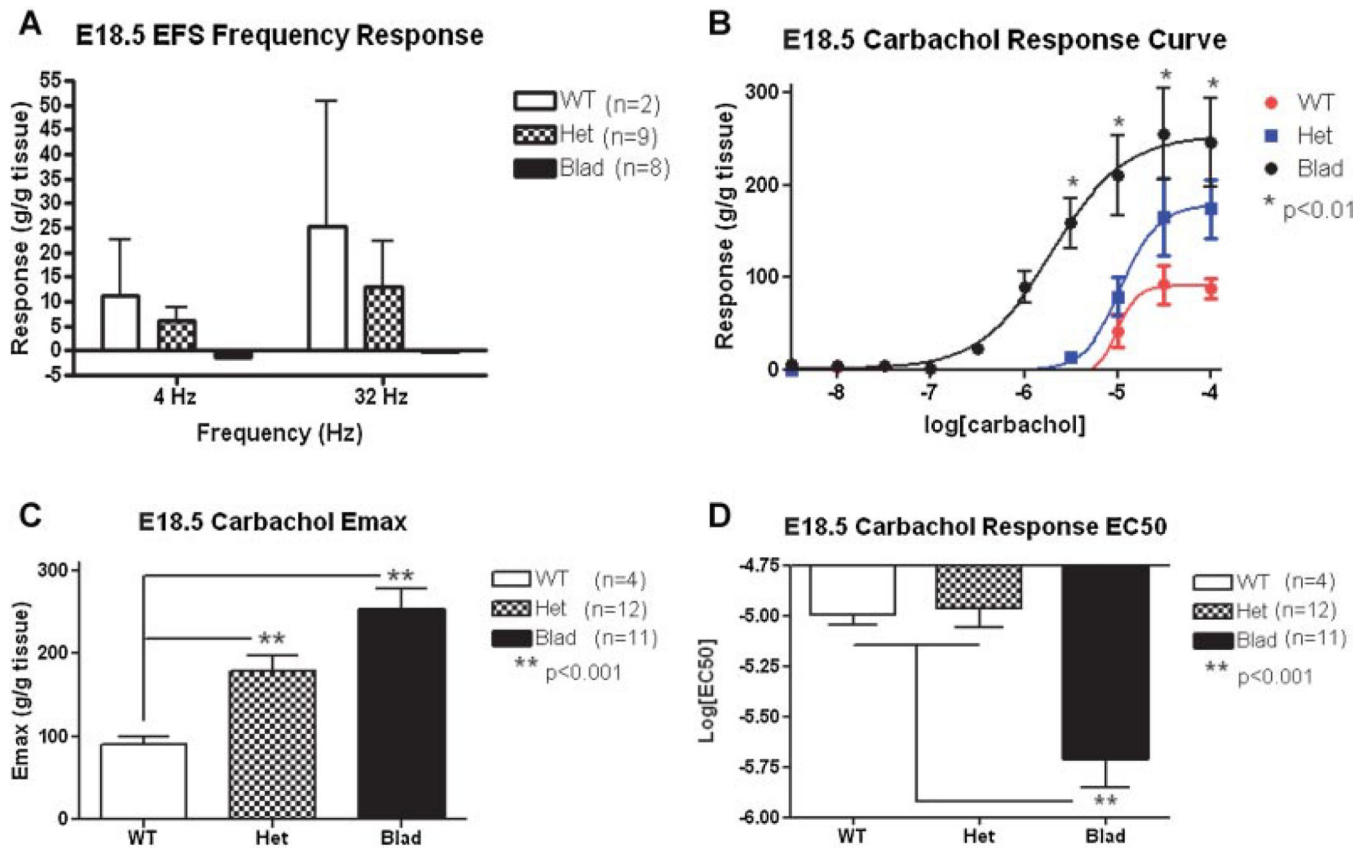 A
E18.5 EFS Frequency Response
Response (g/g tissue)
55
50
45
40
35
30
25
20
15
10
5
0
-5
4 Hz
32 Hz
Frequency (Hz)
WT (n=2)
Het (n=9)
Blad (n=8)
B
E18.5 Carbachol Response Curve
Response (g/g tissue)
300
200
100
0
* * * * *
-8
-7
-6
-5
-4
log[carbachol]
WT
Het
Blad
* p<0.01
C
E18.5 Carbachol Emax
Emax (g/g tissue)
300
200
100
0
**
**
WT
Het
Blad
WT (n=4)
Het (n=12)
Blad (n=11)
** p<0.001
D
E18.5 Carbachol Response EC50
Log[EC50]
-4.75
-5.00
-5.25
-5.50
-5.75
-6.00
**
WT
Het
Blad
WT (n=4)
Het (n=12)
Blad (n=11)
** p<0.001